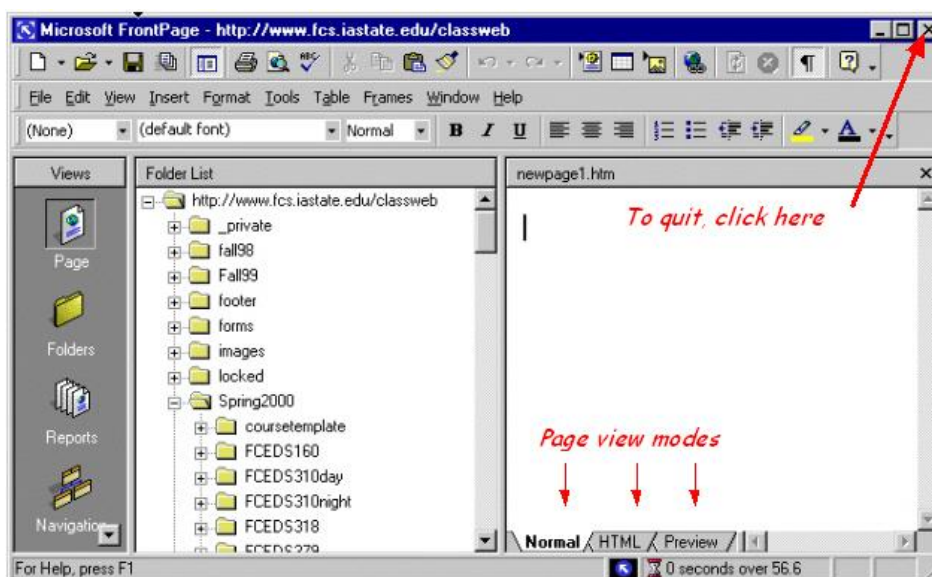 Microsoft FrontPage - http://www.fcs.iastate.edu/classweb
File Edit View Insert Format Tools Table Frames Window Help
(None) (default font) Normal B I U A
Views
Page
Folders
Reports
Navigation
Folder List
http://www.fcs.iastate.edu/classweb
_private
fall98
Fall99
footer
forms
images
locked
Spring2000
coursetemplate
FCEDS160
FCEDS310day
FCEDS310night
FCEDS318
newpage1.htm
To quit, click here
Page view modes
Normal HTML Preview
For Help, press F1
0 seconds over 56.6